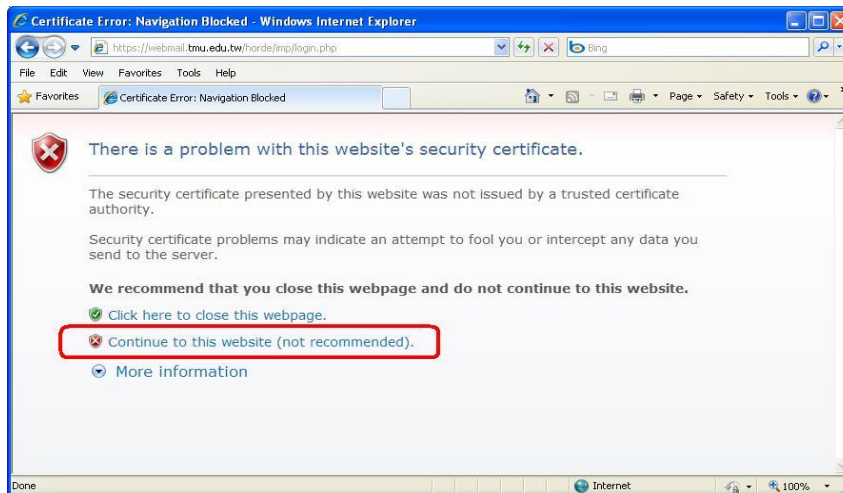 Certificate Error: Navigation Blocked - Windows Internet Explorer
https://webmail.tmu.edu.tw/horde/imp/login.php
Bing
File Edit View Favorites Tools Help
Favorites
Certificate Error: Navigation Blocked
Page
Safety
Tools
There is a problem with this website's security certificate.
The security certificate presented by this website was not issued by a trusted certificate
authority.
Security certificate problems may indicate an attempt to fool you or intercept any data you
send to the server.
We recommend that you close this webpage and do not continue to this website.
Click here to close this webpage.
Continue to this website (not recommended).
More information
Done
Internet
100%